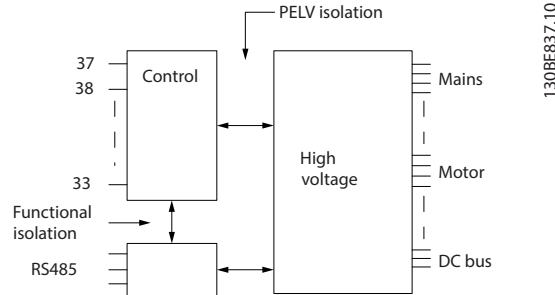 PELV isolation
130BE837.10
37
Control
Mains
38
High
voltage
Motor
33
Functional
isolation
RS485
DC bus